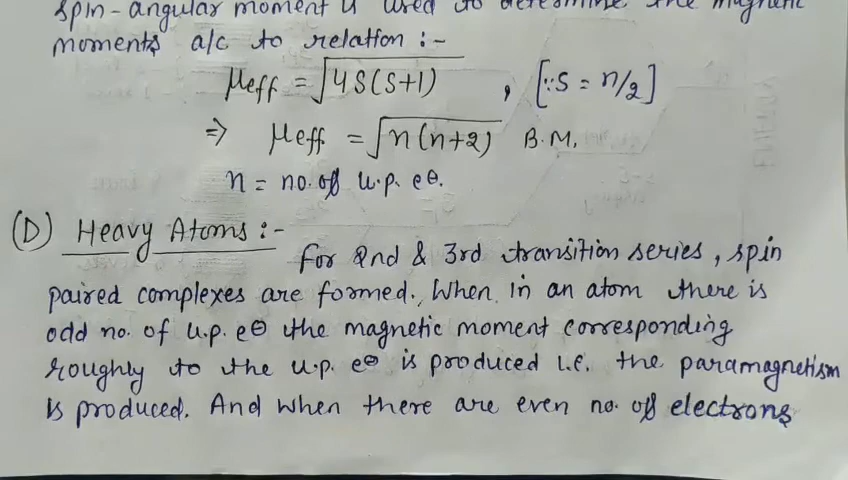 spin-angular moment is used to determine the magnetic
moments a/c to relation :-
μeff = √4S(S+1) , [∵S = n/2]
⇒ μeff = √n(n+2) B.M.
n = no. of u.p. e⊖.
(D) Heavy Atoms :-
For 2nd & 3rd transition series, spin
paired complexes are formed. When in an atom there is
odd no. of u.p. e⊖ the magnetic moment corresponding
roughly to the u.p. e⊖ is produced i.e. the paramagnetism
is produced. And when there are even no. of electrons